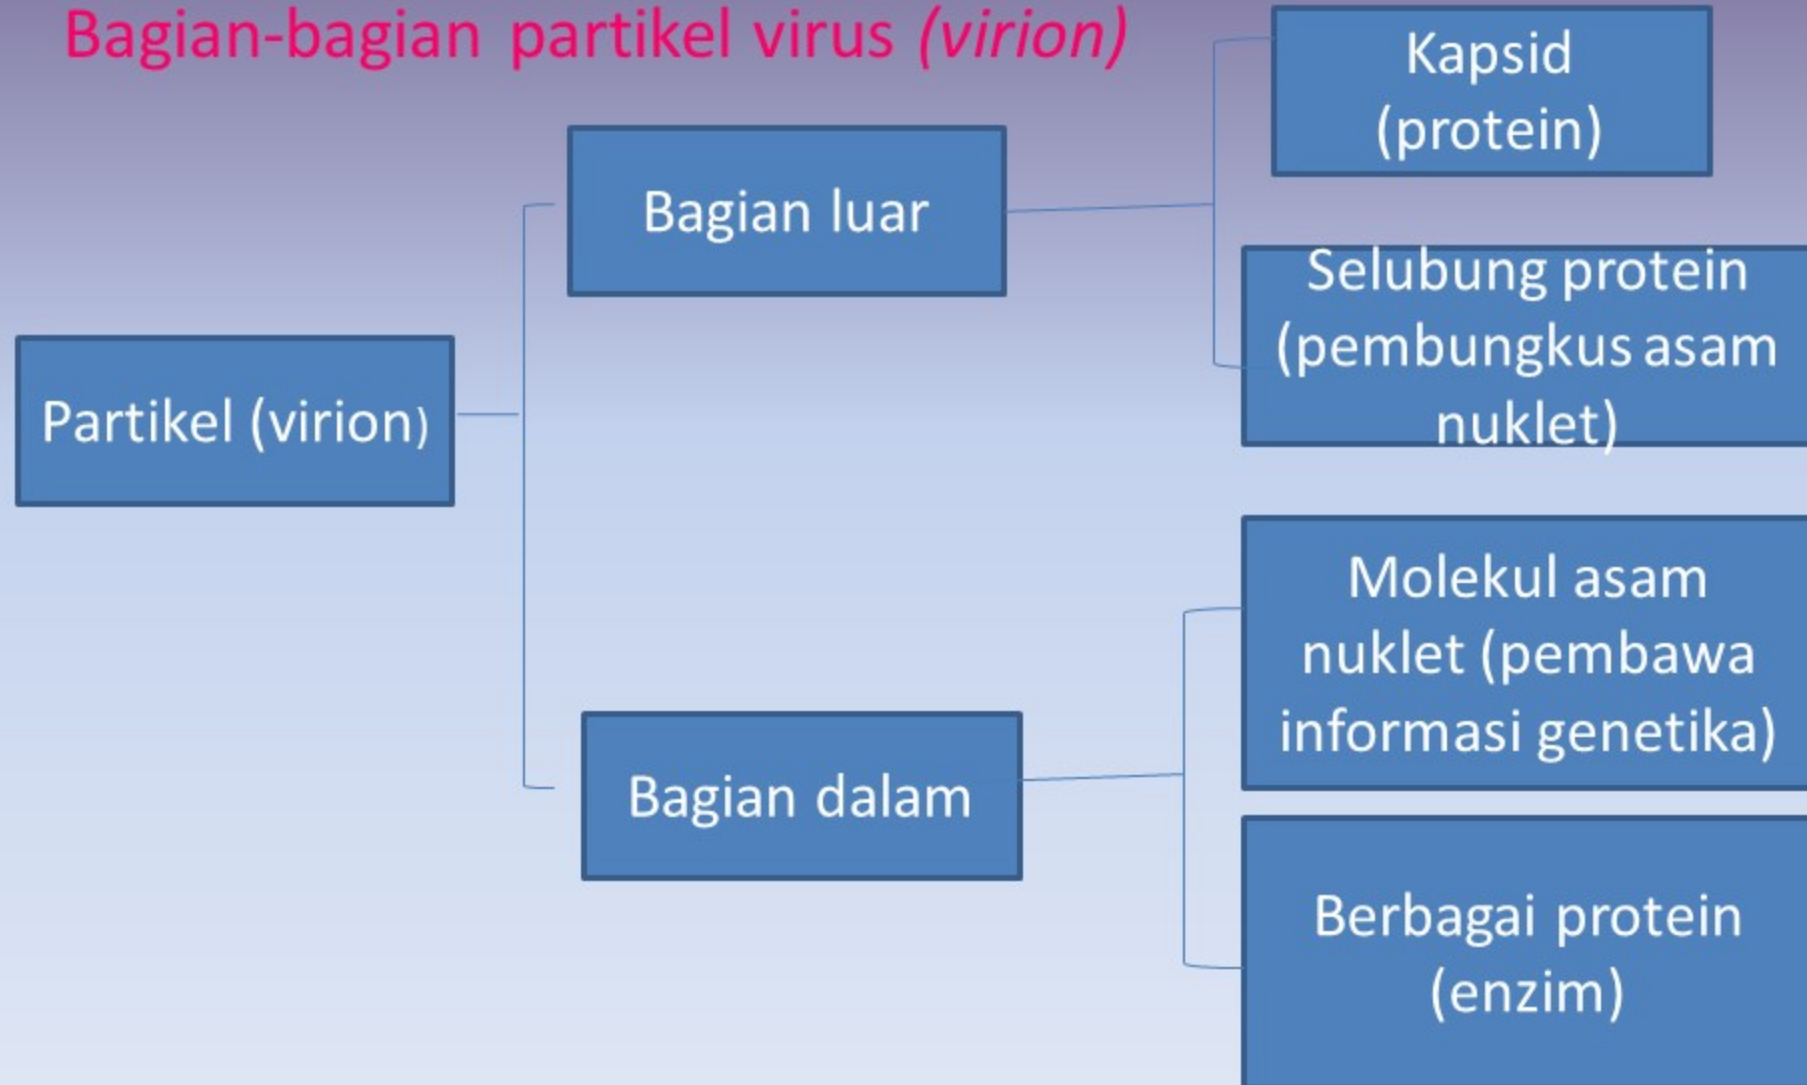 Bagian-bagian partikel virus (virion)
Kapsid
(protein)
Bagian luar
Selubung protein
(pembungkus asam
nuklet)
Partikel (virion)
Molekul asam
nuklet (pembawa
informasi genetika)
Bagian dalam
Berbagai protein
(enzim)